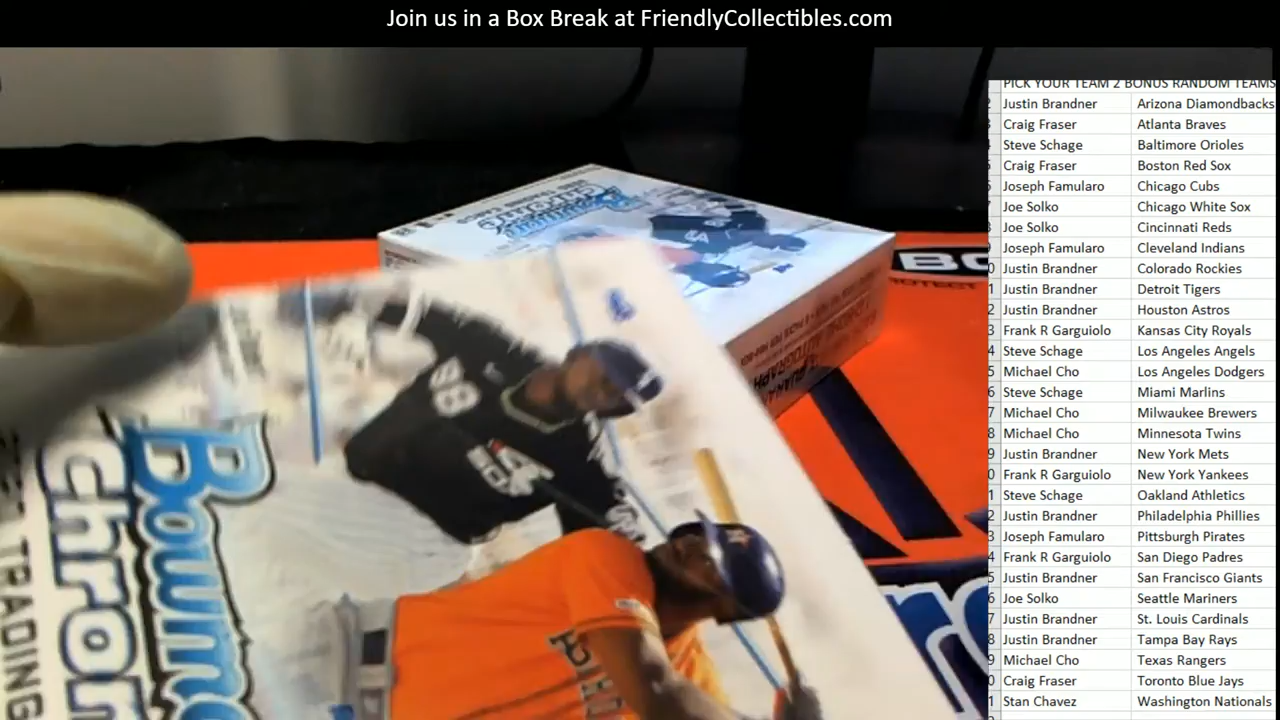 Join us in a Box Break at FriendlyCollectibles.com
PICK YOUR TEAM 2 BONUS RANDOM TEAMS
Justin Brandner Arizona Diamondbacks
Craig Fraser Atlanta Braves
Steve Schage Baltimore Orioles
Craig Fraser Boston Red Sox
Joseph Famularo Chicago Cubs
Joe Solko Chicago White Sox
Joe Solko Cincinnati Reds
Joseph Famularo Cleveland Indians
Justin Brandner Colorado Rockies
Justin Brandner Detroit Tigers
Justin Brandner Houston Astros
Frank R Garguiolo Kansas City Royals
Steve Schage Los Angeles Angels
Michael Cho Los Angeles Dodgers
Steve Schage Miami Marlins
Michael Cho Milwaukee Brewers
Michael Cho Minnesota Twins
Justin Brandner New York Mets
Frank R Garguiolo New York Yankees
Steve Schage Oakland Athletics
Justin Brandner Philadelphia Phillies
Joseph Famularo Pittsburgh Pirates
Frank R Garguiolo San Diego Padres
Justin Brandner San Francisco Giants
Joe Solko Seattle Mariners
Justin Brandner St. Louis Cardinals
Justin Brandner Tampa Bay Rays
Michael Cho Texas Rangers
Craig Fraser Toronto Blue Jays
Stan Chavez Washington Nationals
Bowman
chrom
TRADING
88